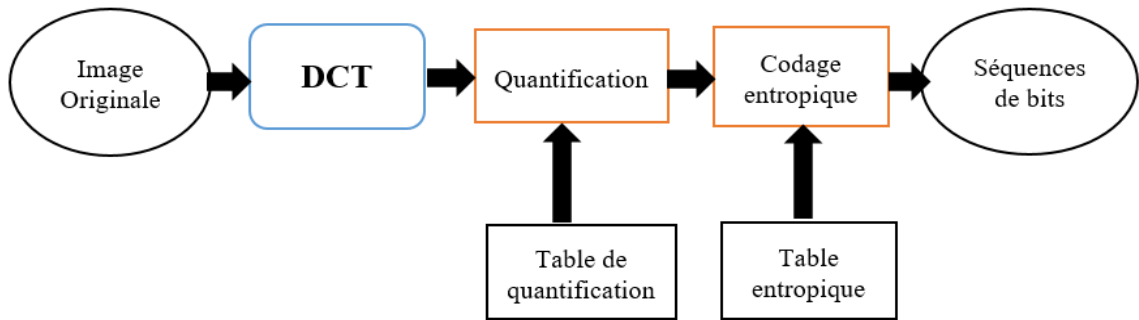 Image
Originale
DCT
Quantification
Codage
entropique
Séquences
de bits
Table de
quantification
Table
entropique